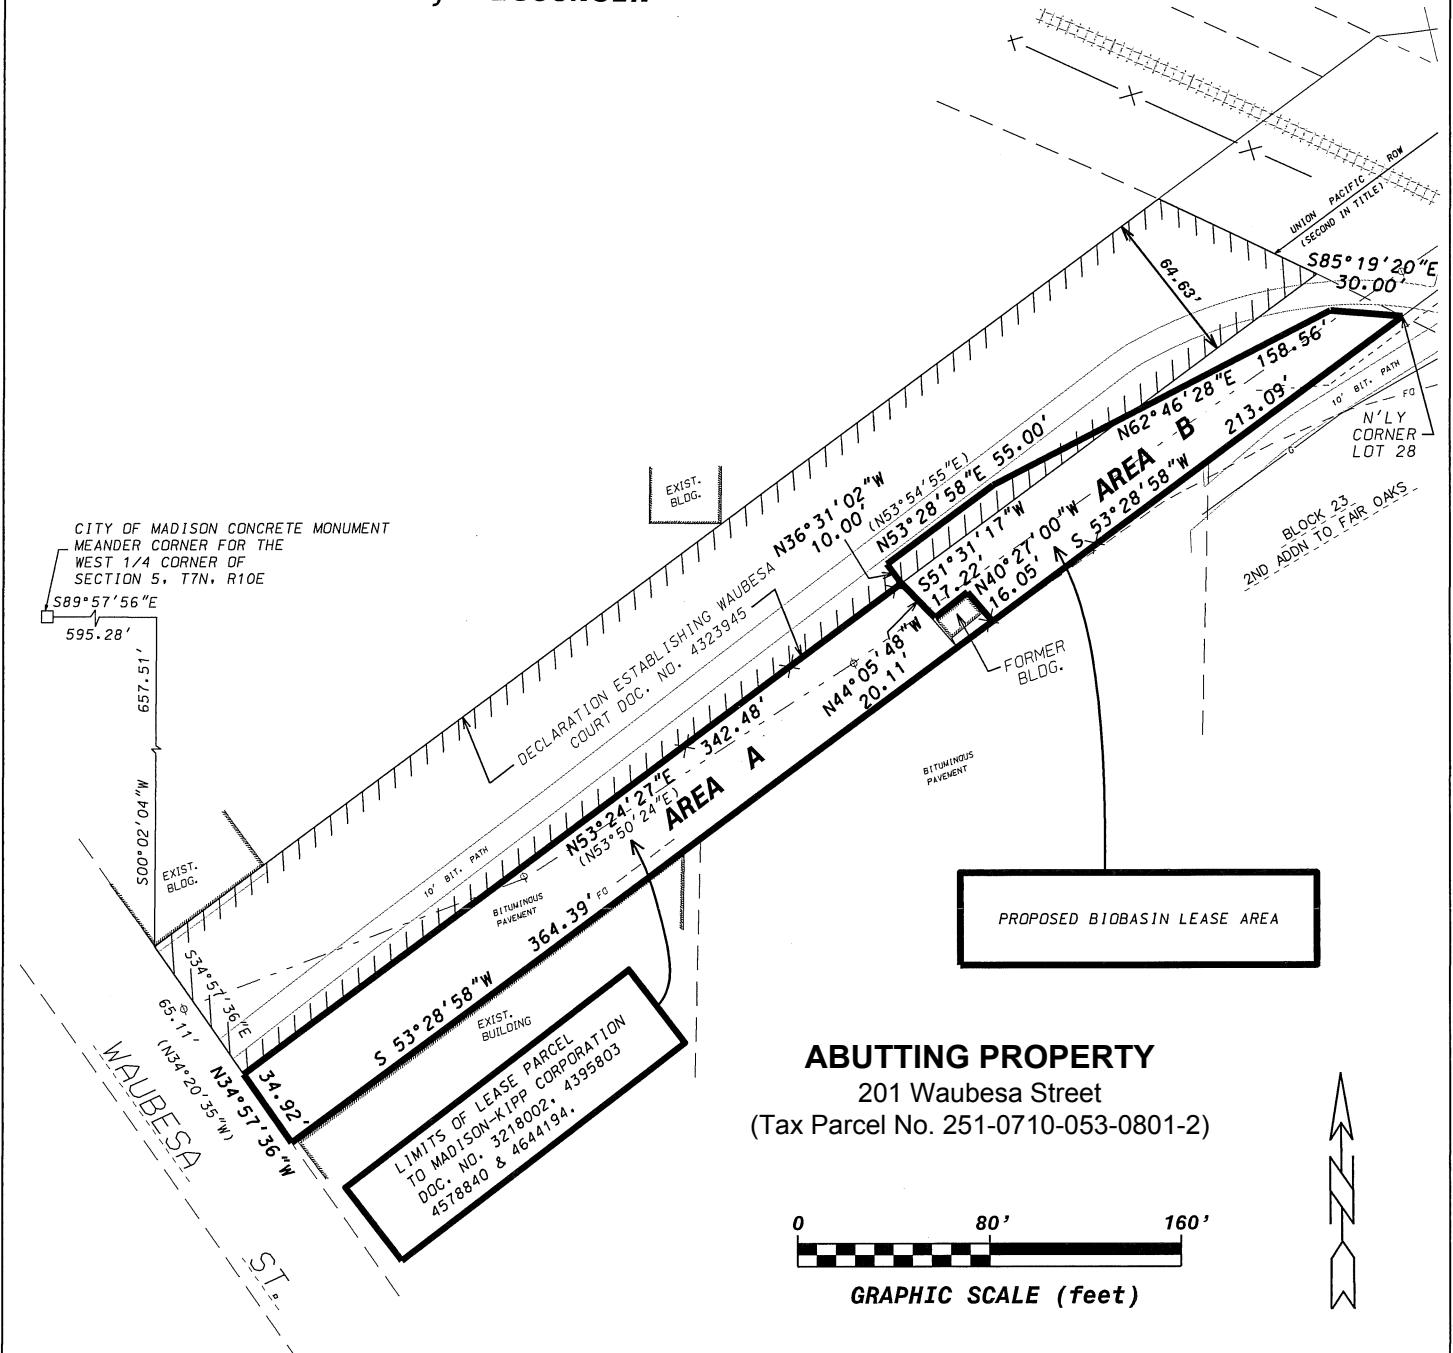 UNION PACIFIC ROW
(SECOND IN TITLE)
S85°19'20"E
30.00'
64.63'
N62°46'28"E 158.56'
AREA B
S 53°28'58"W 213.09'
10' BIT. PATH
FO
G
N'LY
CORNER
LOT 28
BLOCK 23
2ND ADDN TO FAIR OAKS
EXIST.
BLDG.
N36°31'02"W
10.00'
(N53°54'55"E)
N53°28'58"E 55.00'
S51°31'17"W
17.22'
N40°27'00"W
16.05'
CITY OF MADISON CONCRETE MONUMENT
MEANDER CORNER FOR THE
WEST 1/4 CORNER OF
SECTION 5, T7N, R10E
S89°57'56"E
595.28'
657.51'
S00°02'04"W
DECLARATION ESTABLISHING WAUBESA
COURT DOC. NO. 4323945
N44°05'48"W
20.11'
FORMER
BLDG.
BITUMINOUS
PAVEMENT
N53°24'27"E 342.48'
(N53°50'24"E)
AREA A
10' BIT. PATH
BITUMINOUS
PAVEMENT
EXIST.
BLDG.
S 53°28'58"W 364.39' FO
EXIST.
BUILDING
S34°57'36"E
65.11'
(N34°20'35"W)
N34°57'36"W
34.92'
WAUBESA
ST.
LIMITS OF LEASE PARCEL
TO MADISON-KIPP CORPORATION
DOC. NO. 3218002, 4395803
4578840 & 4644194.
PROPOSED BIOBASIN LEASE AREA
ABUTTING PROPERTY
201 Waubesa Street
(Tax Parcel No. 251-0710-053-0801-2)
N
0 80' 160'
GRAPHIC SCALE (feet)